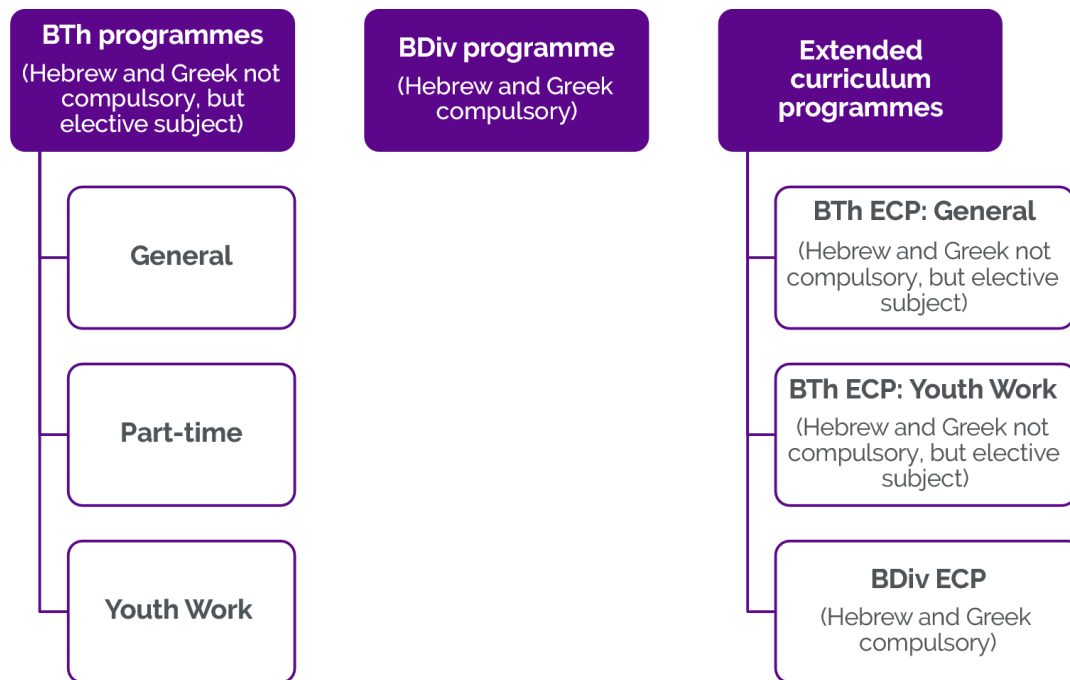 BTh programmes
(Hebrew and Greek not
compulsory, but
elective subject)
General
Part-time
Youth Work
BDiv programme
(Hebrew and Greek
compulsory)
Extended
curriculum
programmes
BTh ECP: General
(Hebrew and Greek not
compulsory, but elective
subject)
BTh ECP: Youth Work
(Hebrew and Greek not
compulsory, but elective
subject)
BDiv ECP
(Hebrew and Greek
compulsory)